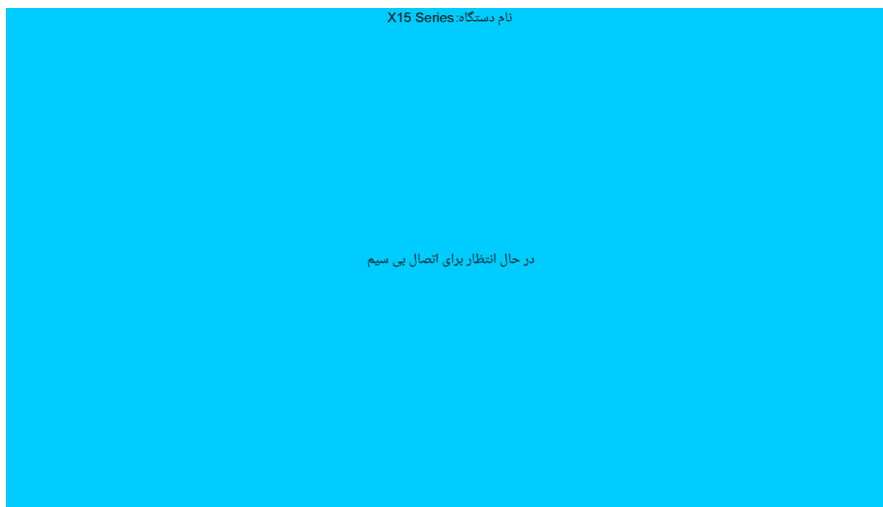 نام دستگاه:X15 Series
در حال انتظار برای اتصال بی سیم